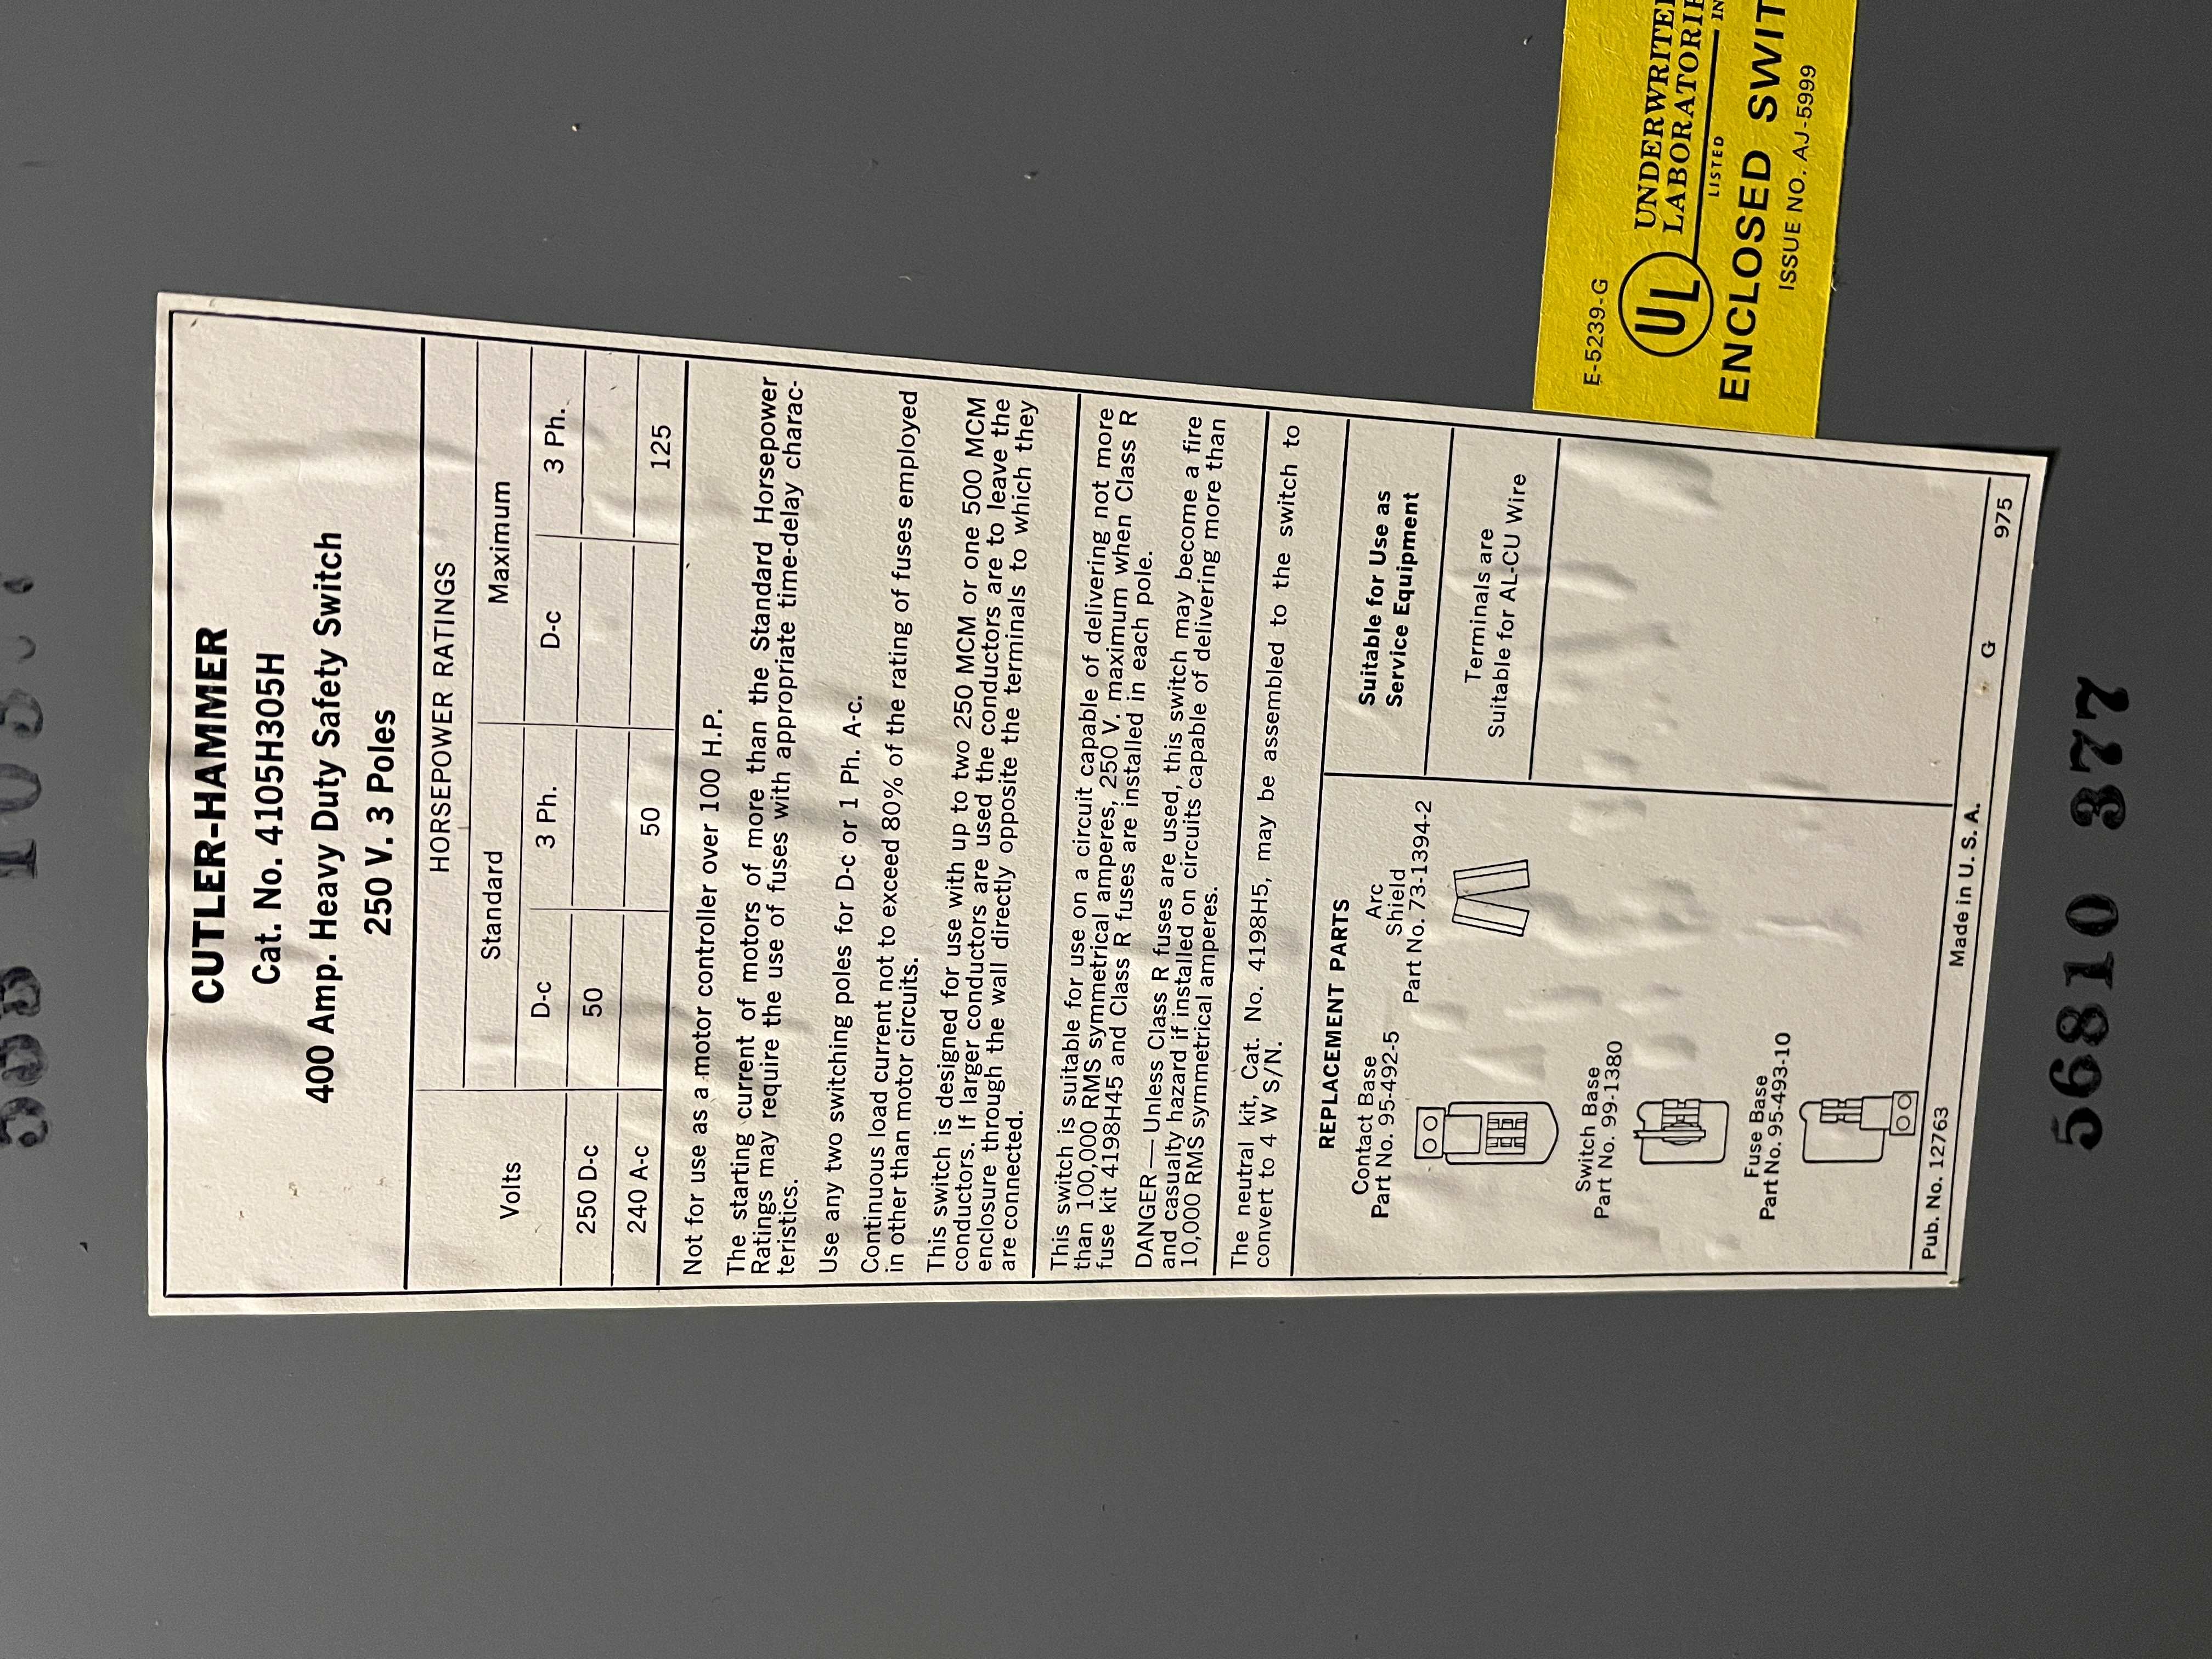 CUTLER-HAMMER
Cat. No. 4105H305H
400 Amp. Heavy Duty Safety Switch
250 V. 3 Poles
HORSEPOWER RATINGS
Volts
Standard
Maximum
D-c
3 Ph.
D-c
3 Ph.
250 D-c
50
240 A-c
50
125
Not for use as a motor controller over 100 H.P.
The starting current of motors of more than the Standard Horsepower
Ratings may require the use of fuses with appropriate time-delay charac-
teristics.
Use any two switching poles for D-c or 1 Ph. A-c.
Continuous load current not to exceed 80% of the rating of fuses employed
in other than motor circuits.
This switch is designed for use with up to two 250 MCM or one 500 MCM
conductors. If larger conductors are used the conductors are to leave the
enclosure through the wall directly opposite the terminals to which they
are connected.
This switch is suitable for use on a circuit capable of delivering not more
than 100,000 RMS symmetrical amperes, 250 V. maximum when Class R
fuse kit 4198H45 and Class R fuses are installed in each pole.
DANGER — Unless Class R fuses are used, this switch may become a fire
and casualty hazard if installed on circuits capable of delivering more than
10,000 RMS symmetrical amperes.
The neutral kit, Cat. No. 4198H5, may be assembled to the switch to
convert to 4 W S/N.
REPLACEMENT PARTS
Contact Base
Part No. 95-492-5
Arc
Shield
Part No. 73-1394-2
Switch Base
Part No. 99-1380
Fuse Base
Part No. 95-493-10
Suitable for Use as
Service Equipment
Terminals are
Suitable for AL-CU Wire
Pub. No. 12763
Made in U. S. A.
G
975
E-5239-G
UL
UNDERWRITE
LABORATORIE
LISTED
ENCLOSED SWIT
ISSUE NO. AJ-5999
56810 377